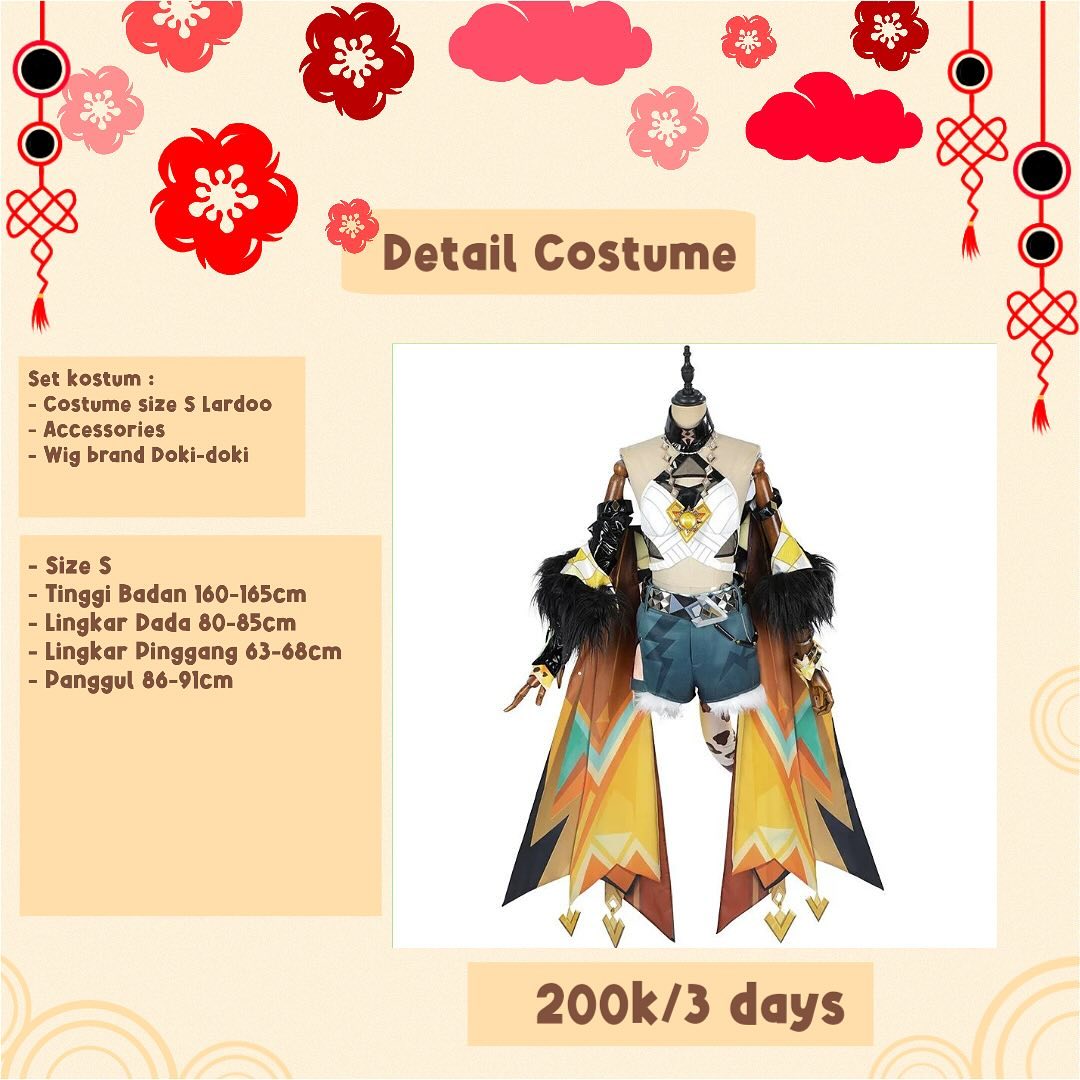 Detail Costume
Set kostum :
- Costume size S Lardoo
- Accessories
- Wig brand Doki-doki
- Size S
- Tinggi Badan 160-165cm
- Lingkar Dada 80-85cm
- Lingkar Pinggang 63-68cm
- Panggul 86-91cm
200k/3 days